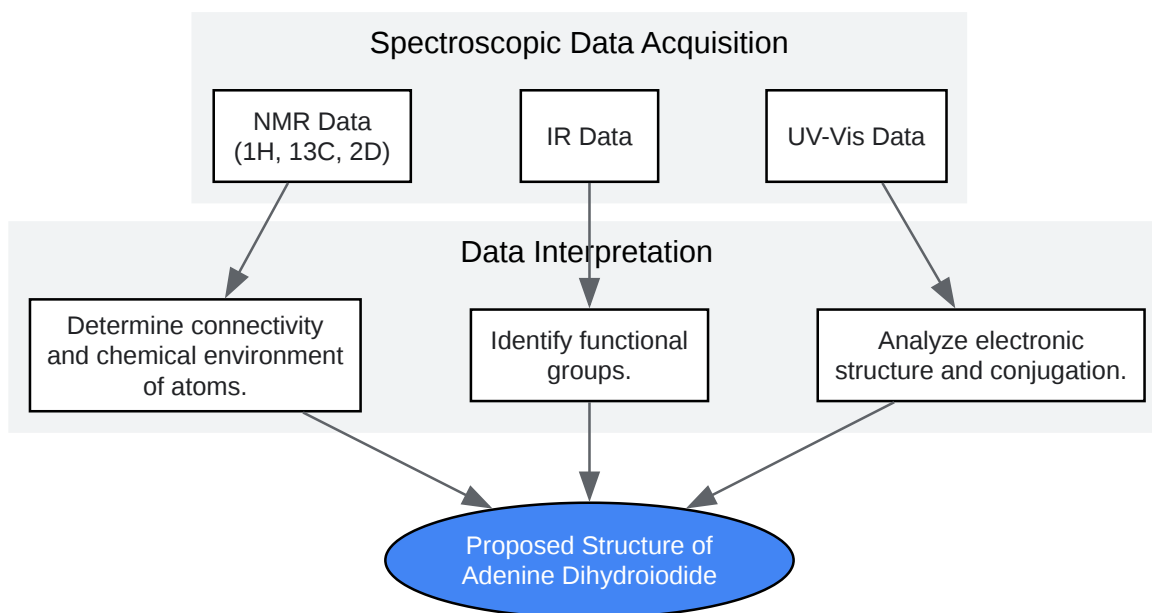 Spectroscopic Data Acquisition
NMR Data
(1H, 13C, 2D)
IR Data
UV-Vis Data
Data Interpretation
Determine connectivity
and chemical environment
of atoms.
Identify functional
groups.
Analyze electronic
structure and conjugation.
Proposed Structure of
Adenine Dihydroiodide